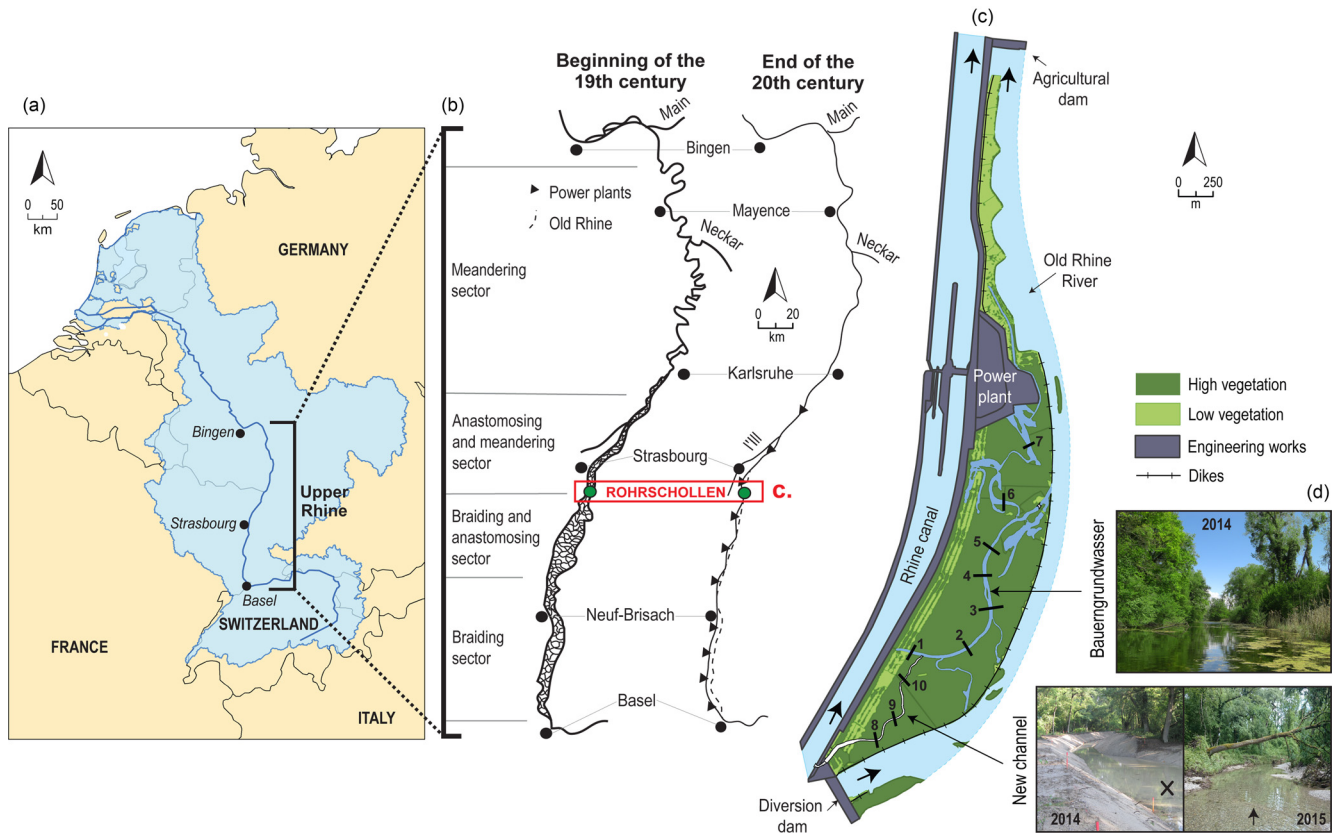 (a)
0 50
km
GERMANY
Bingen
Upper
Rhine
Strasbourg
Basel
SWITZERLAND
FRANCE
ITALY
(b)
Beginning of the
19th century
End of the
20th century
Main
Main
Bingen
Power plants
Old Rhine
Mayence
Neckar
Neckar
0 20
km
Meandering
sector
Karlsruhe
Anastomosing
and meandering
sector
l'Ill
Strasbourg
ROHRSCHOLLEN
C.
Braiding and
anastomosing
sector
Neuf-Brisach
Braiding
sector
Basel
(c)
Agricultural
dam
0 250
m
Old Rhine
River
Power
plant
High vegetation
Low vegetation
Engineering works
Dikes
Rhine canal
7
6
5
4
3
2
1
10
9
8
Diversion
dam
(d)
Bauerngrundwasser
2014
New channel
2014
X
2015